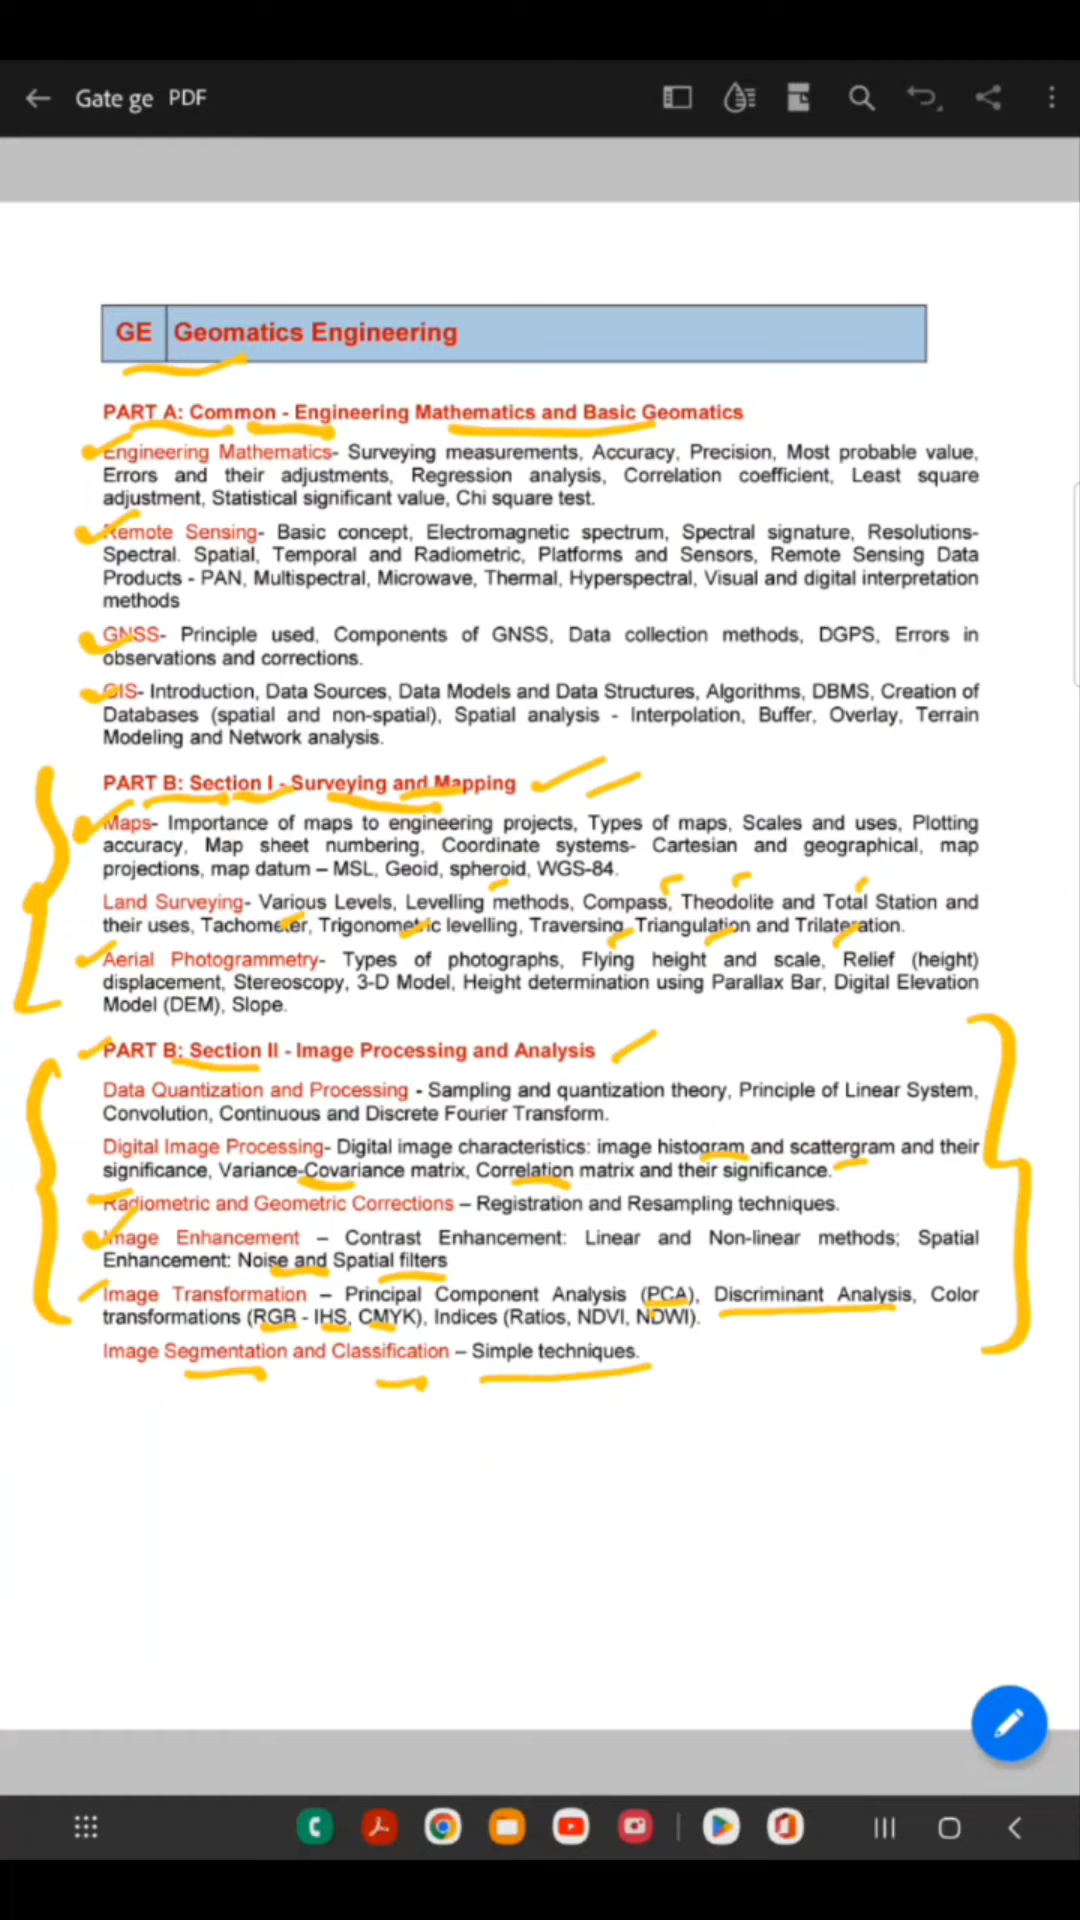 Gate ge PDF
GE Geomatics Engineering
PART A: Common - Engineering Mathematics and Basic Geomatics
Engineering Mathematics- Surveying measurements, Accuracy, Precision, Most probable value,
Errors and their adjustments, Regression analysis, Correlation coefficient, Least square
adjustment, Statistical significant value, Chi square test.
Remote Sensing- Basic concept, Electromagnetic spectrum, Spectral signature, Resolutions-
Spectral. Spatial, Temporal and Radiometric, Platforms and Sensors, Remote Sensing Data
Products - PAN, Multispectral, Microwave, Thermal, Hyperspectral, Visual and digital interpretation
methods
GNSS- Principle used, Components of GNSS, Data collection methods, DGPS, Errors in
observations and corrections.
GIS- Introduction, Data Sources, Data Models and Data Structures, Algorithms, DBMS, Creation of
Databases (spatial and non-spatial), Spatial analysis - Interpolation, Buffer, Overlay, Terrain
Modeling and Network analysis.
PART B: Section I - Surveying and Mapping
Maps- Importance of maps to engineering projects, Types of maps, Scales and uses, Plotting
accuracy, Map sheet numbering, Coordinate systems- Cartesian and geographical, map
projections, map datum – MSL, Geoid, spheroid, WGS-84.
Land Surveying- Various Levels, Levelling methods, Compass, Theodolite and Total Station and
their uses, Tachometer, Trigonometric levelling, Traversing, Triangulation and Trilateration.
Aerial Photogrammetry- Types of photographs, Flying height and scale, Relief (height)
displacement, Stereoscopy, 3-D Model, Height determination using Parallax Bar, Digital Elevation
Model (DEM), Slope.
PART B: Section II - Image Processing and Analysis
Data Quantization and Processing - Sampling and quantization theory, Principle of Linear System,
Convolution, Continuous and Discrete Fourier Transform.
Digital Image Processing- Digital image characteristics: image histogram and scattergram and their
significance, Variance-Covariance matrix, Correlation matrix and their significance.
Radiometric and Geometric Corrections – Registration and Resampling techniques.
Image Enhancement – Contrast Enhancement: Linear and Non-linear methods; Spatial
Enhancement: Noise and Spatial filters
Image Transformation – Principal Component Analysis (PCA), Discriminant Analysis, Color
transformations (RGB - IHS, CMYK), Indices (Ratios, NDVI, NDWI).
Image Segmentation and Classification – Simple techniques.